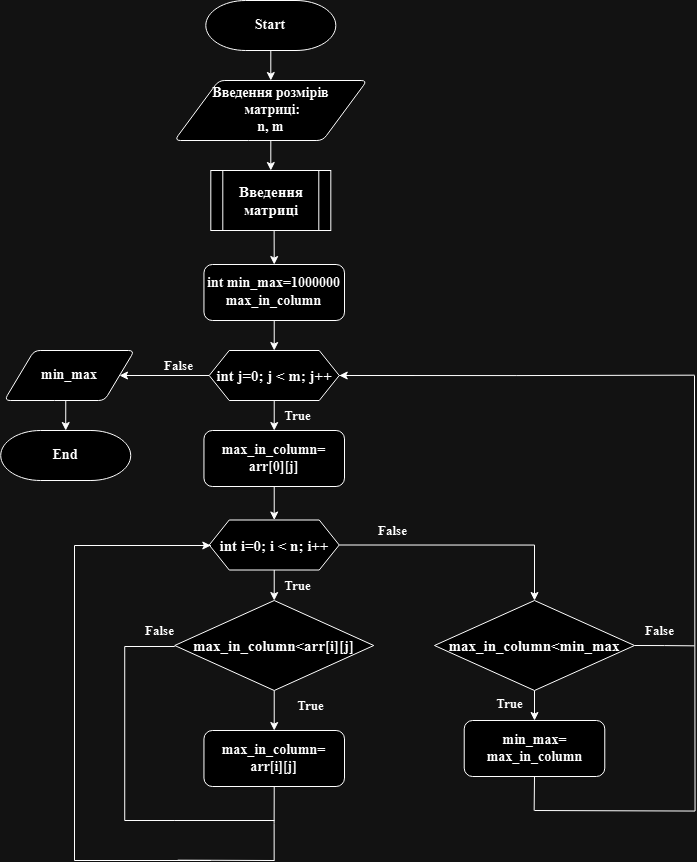 Start
Введення розмірів
матриці:
n, m
Введення
матриці
int min_max=1000000
max_in_column
int j=0; j < m; j++
False
min_max
True
End
max_in_column=
arr[0][j]
int i=0; i < n; i++
False
True
False
max_in_column<arr[i][j]
max_in_column<min_max
False
True
True
max_in_column=
arr[i][j]
min_max=
max_in_column